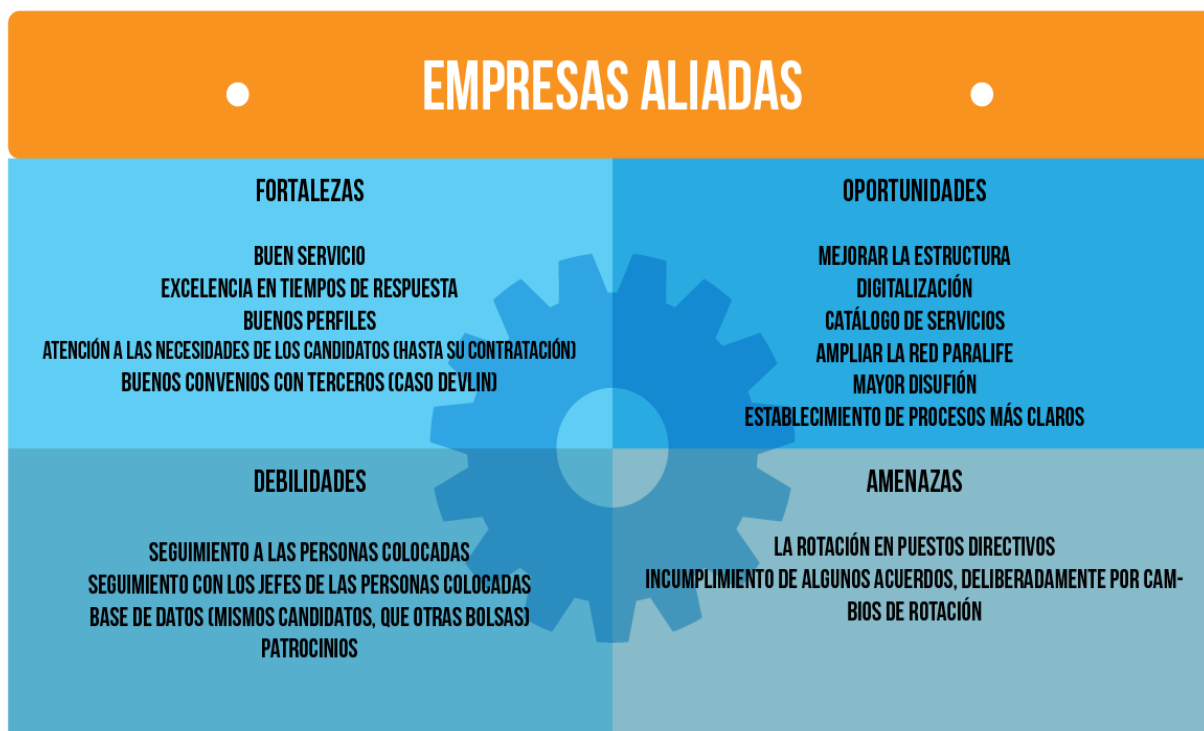 EMPRESAS ALIADAS
FORTALEZAS
BUEN SERVICIO
EXCELENCIA EN TIEMPOS DE RESPUESTA
BUENOS PERFILES
ATENCIÓN A LAS NECESIDADES DE LOS CANDIDATOS (HASTA SU CONTRATACIÓN)
BUENOS CONVENIOS CON TERCEROS (CASO DEVLIN)
OPORTUNIDADES
MEJORAR LA ESTRUCTURA
DIGITALIZACIÓN
CATÁLOGO DE SERVICIOS
AMPLIAR LA RED PARALIFE
MAYOR DISUFIÓN
ESTABLECIMIENTO DE PROCESOS MÁS CLAROS
DEBILIDADES
SEGUIMIENTO A LAS PERSONAS COLOCADAS
SEGUIMIENTO CON LOS JEFES DE LAS PERSONAS COLOCADAS
BASE DE DATOS (MISMOS CANDIDATOS, QUE OTRAS BOLSAS)
PATROCINIOS
AMENAZAS
LA ROTACIÓN EN PUESTOS DIRECTIVOS
INCUMPLIMIENTO DE ALGUNOS ACUERDOS, DELIBERADAMENTE POR CAM-
BIOS DE ROTACIÓN